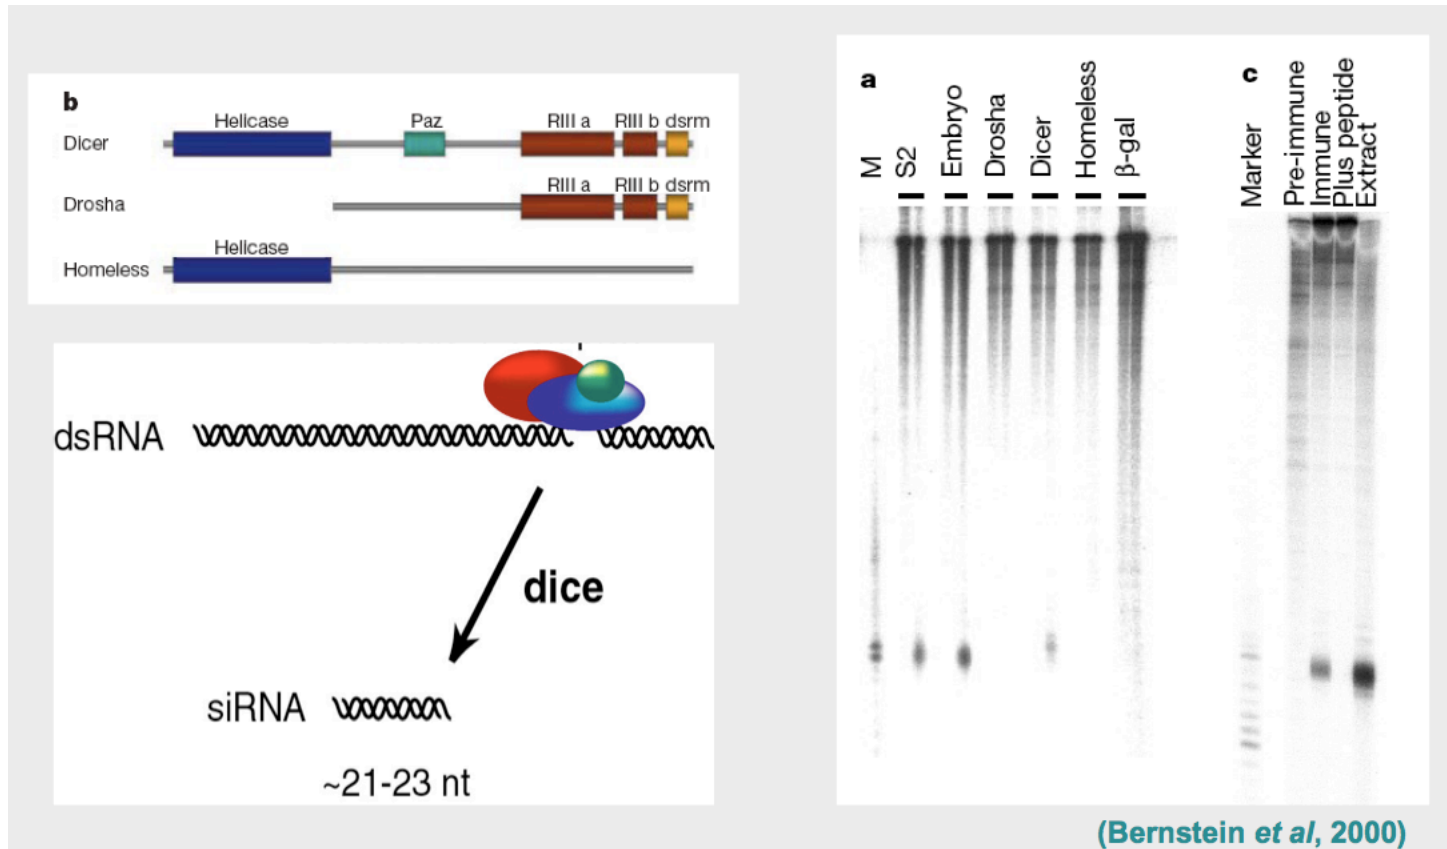 b
Helicase Paz RIII a RIII b dsrm
Dicer
RIII a RIII b dsrm
Drosha
Helicase
Homeless
dsRNA
dice
siRNA
~21-23 nt
a
M S2 Embryo Drosha Dicer Homeless β-gal
c
Marker Pre-immune Immune Plus peptide Extract
(Bernstein et al, 2000)